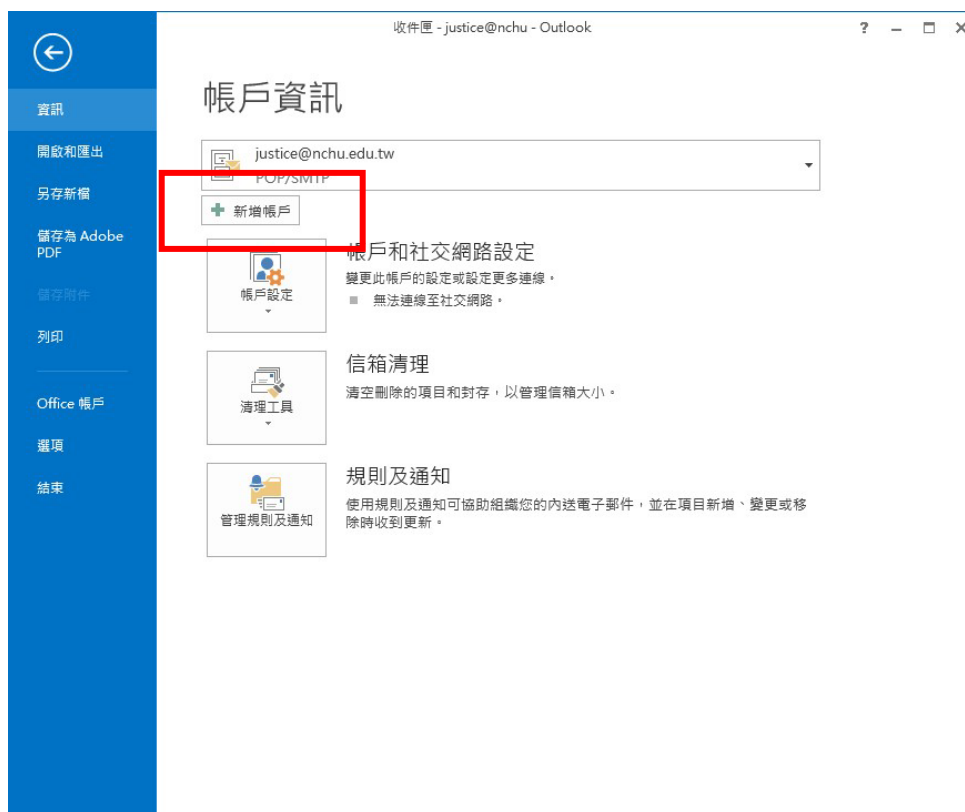 收件匣 - justice@nchu - Outlook
?
帳戶資訊
資訊
開啟和匯出
另存新檔
儲存為 Adobe
PDF
儲存附件
列印
Office 帳戶
選項
結束
justice@nchu.edu.tw
POP/SMTP
新增帳戶
帳戶設定
帳戶和社交網路設定
變更此帳戶的設定或設定更多連線。
無法連線至社交網路。
清理工具
信箱清理
清空刪除的項目和封存，以管理信箱大小。
管理規則及通知
規則及通知
使用規則及通知可協助組織您的內送電子郵件，並在項目新增、變更或移
除時收到更新。